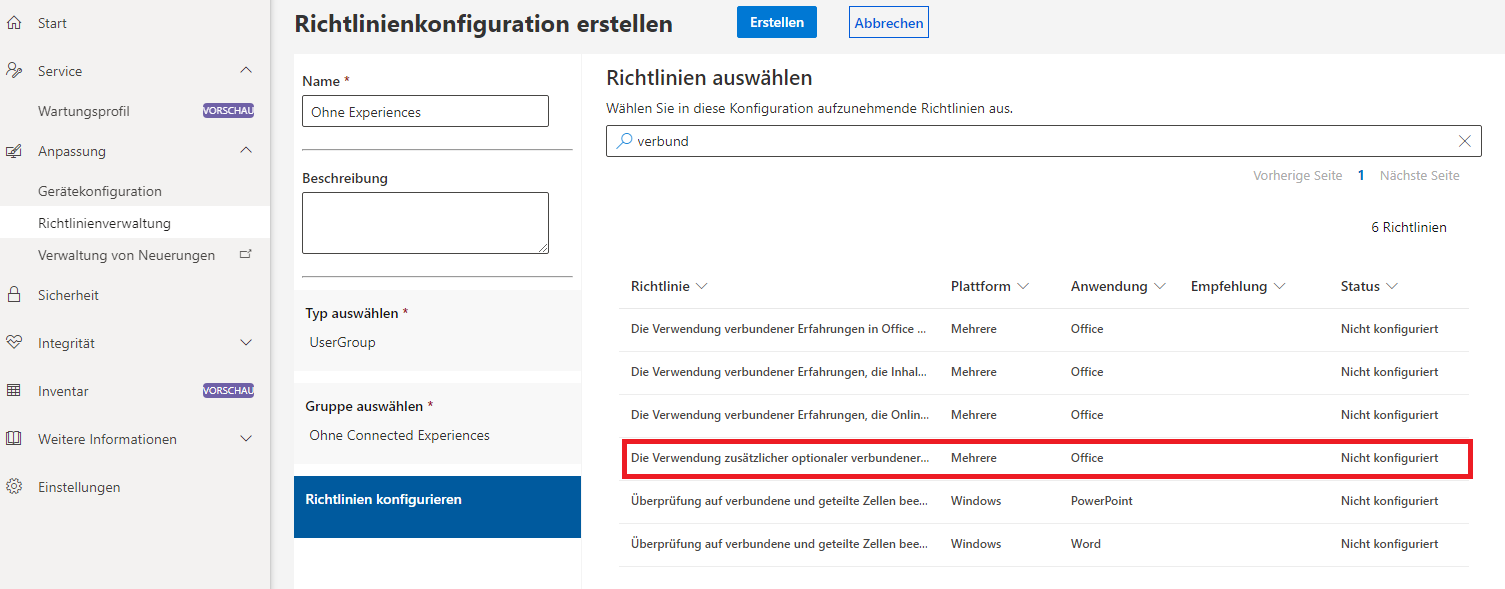 Start
Service
Wartungsprofil VORSCHAU
Anpassung
Gerätekonfiguration
Richtlinienverwaltung
Verwaltung von Neuerungen
Sicherheit
Integrität
Inventar VORSCHAU
Weitere Informationen
Einstellungen
Richtlinienkonfiguration erstellen Erstellen Abbrechen
Name *
Ohne Experiences
Beschreibung
Typ auswählen *
UserGroup
Gruppe auswählen *
Ohne Connected Experiences
Richtlinien konfigurieren
Richtlinien auswählen
Wählen Sie in diese Konfiguration aufzunehmende Richtlinien aus.
verbund
Vorherige Seite 1 Nächste Seite
6 Richtlinien
Richtlinie Plattform Anwendung Empfehlung Status
Die Verwendung verbundener Erfahrungen in Office ... Mehrere Office Nicht konfiguriert
Die Verwendung verbundener Erfahrungen, die Inhal... Mehrere Office Nicht konfiguriert
Die Verwendung verbundener Erfahrungen, die Onlin... Mehrere Office Nicht konfiguriert
Die Verwendung zusätzlicher optionaler verbundener... Mehrere Office Nicht konfiguriert
Überprüfung auf verbundene und geteilte Zellen bee... Windows PowerPoint Nicht konfiguriert
Überprüfung auf verbundene und geteilte Zellen bee... Windows Word Nicht konfiguriert